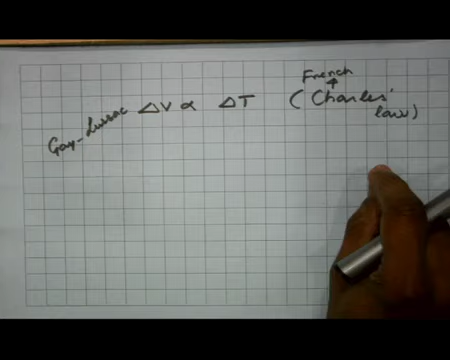 French
Gay-Lussac ΔV ∝ ΔT (Charles'
law)